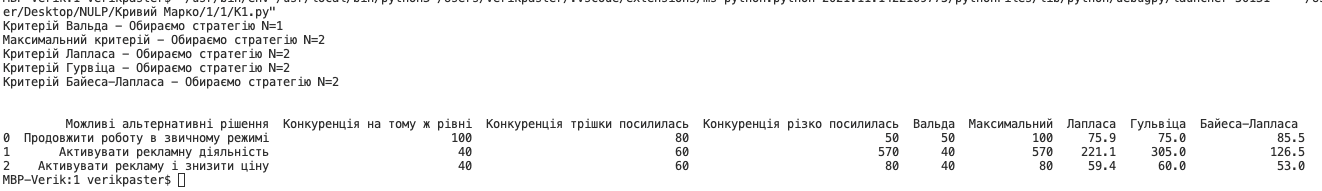 er/Desktop/NULP/Кривий Марко/1/1/K1.py"
Критерій Вальда – Обираємо стратегію N=1
Максимальний критерій – Обираємо стратегію N=2
Критерій Лапласа – Обираємо стратегію N=2
Критерій Гурвіца – Обираємо стратегію N=2
Критерій Байеса–Лапласа – Обираємо стратегію N=2
Можливі альтернативні рішення Конкуренція на тому ж рівні Конкуренція трішки посилилась Конкуренція різко посилилась Вальда Максимальний Лапласа Гульвіца Байеса–Лапласа
0 Продовжити роботу в звичному режимі 100 80 50 50 100 75.9 75.0 85.5
1 Активувати рекламну діяльність 40 60 570 40 570 221.1 305.0 126.5
2 Активувати рекламу і знизити ціну 40 60 80 40 80 59.4 60.0 53.0
MBP-Verik:1 verikpaster$